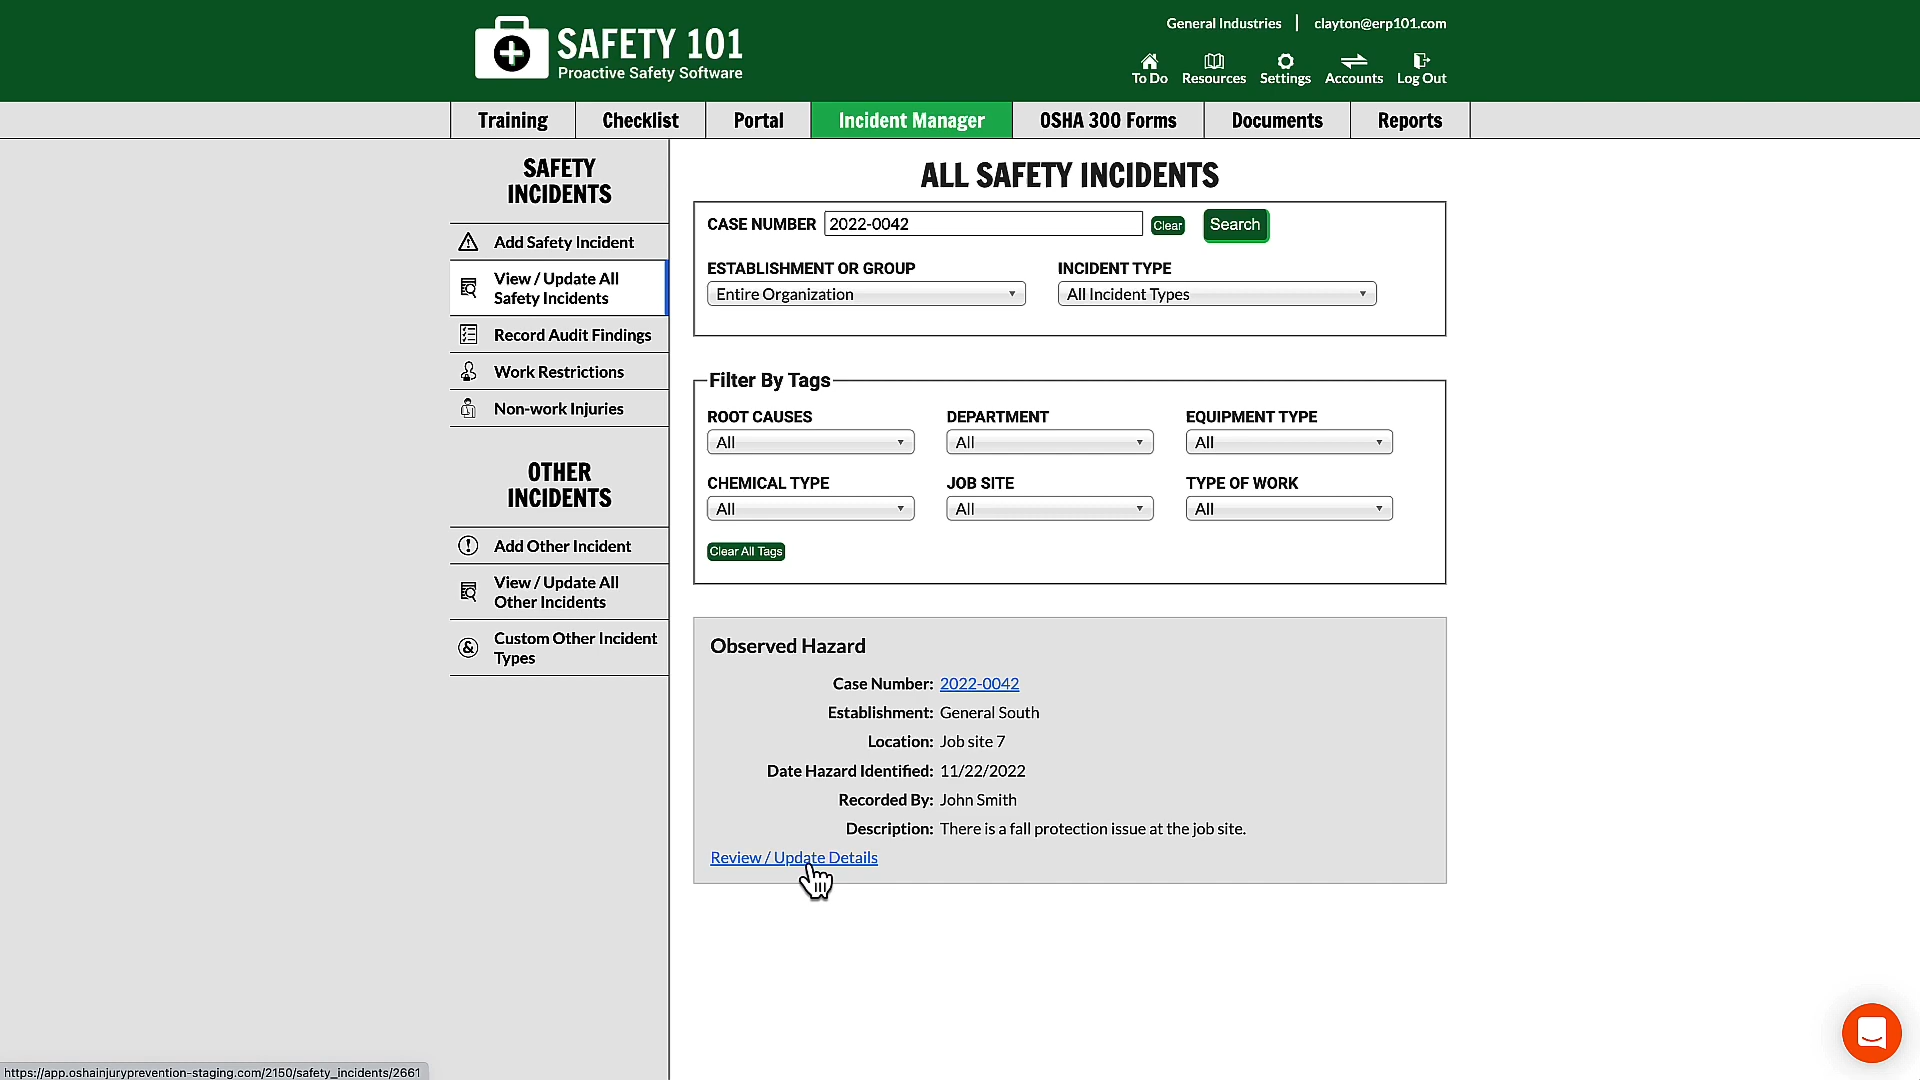 General Industries | clayton@erp101.com
SAFETY 101
Proactive Safety Software
To Do Resources Settings Accounts Log Out
Training Checklist Portal Incident Manager OSHA 300 Forms Documents Reports
SAFETY
INCIDENTS
Add Safety Incident
View / Update All
Safety Incidents
Record Audit Findings
Work Restrictions
Non-work Injuries
OTHER
INCIDENTS
Add Other Incident
View / Update All
Other Incidents
Custom Other Incident
Types
ALL SAFETY INCIDENTS
CASE NUMBER 2022-0042 Clear Search
ESTABLISHMENT OR GROUP INCIDENT TYPE
Entire Organization All Incident Types
Filter By Tags
ROOT CAUSES DEPARTMENT EQUIPMENT TYPE
All All All
CHEMICAL TYPE JOB SITE TYPE OF WORK
All All All
Clear All Tags
Observed Hazard
Case Number: 2022-0042
Establishment: General South
Location: Job site 7
Date Hazard Identified: 11/22/2022
Recorded By: John Smith
Description: There is a fall protection issue at the job site.
Review / Update Details
https://app.oshainjuryprevention-staging.com/2150/safety_incidents/2661